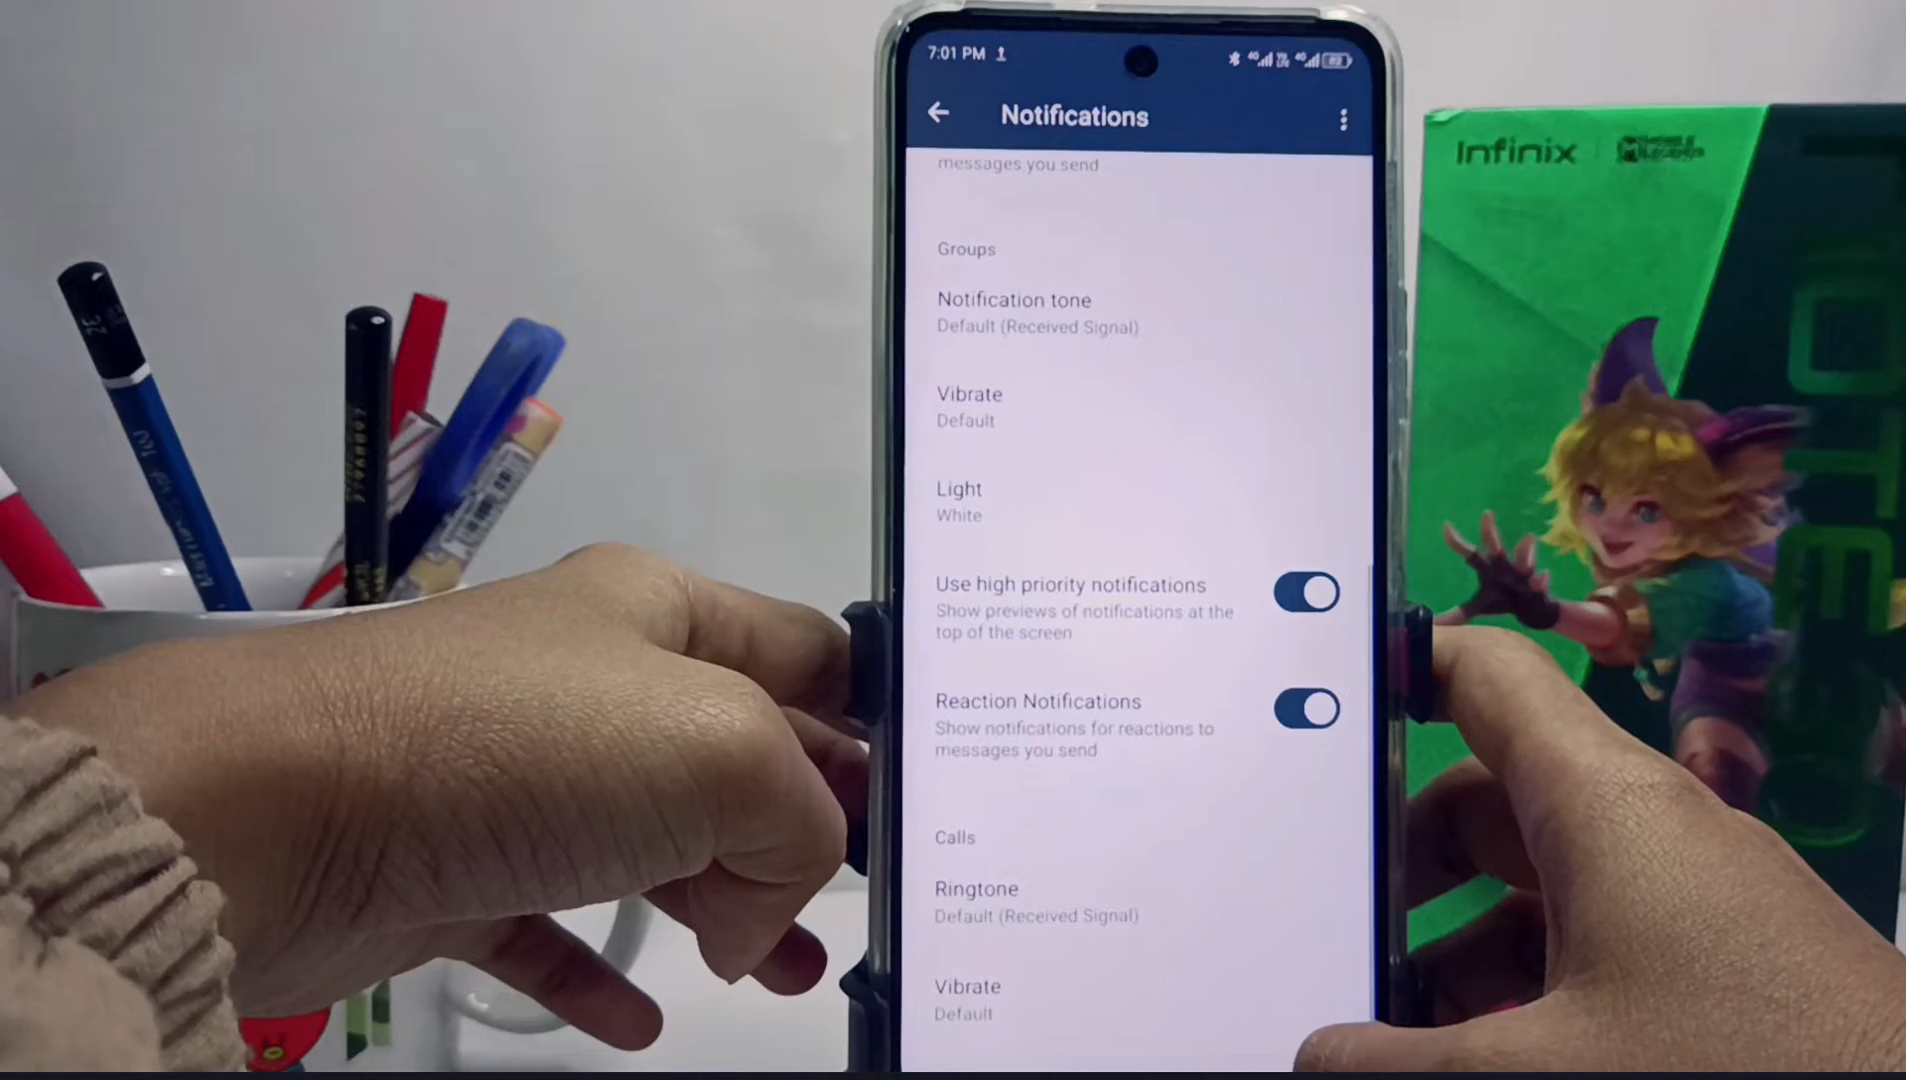 7:01 PM
Notifications
messages you send
Groups
Notification tone
Default (Received Signal)
Vibrate
Default
Light
White
Use high priority notifications
Show previews of notifications at the
top of the screen
Reaction Notifications
Show notifications for reactions to
messages you send
Calls
Ringtone
Default (Received Signal)
Vibrate
Default
Infinix